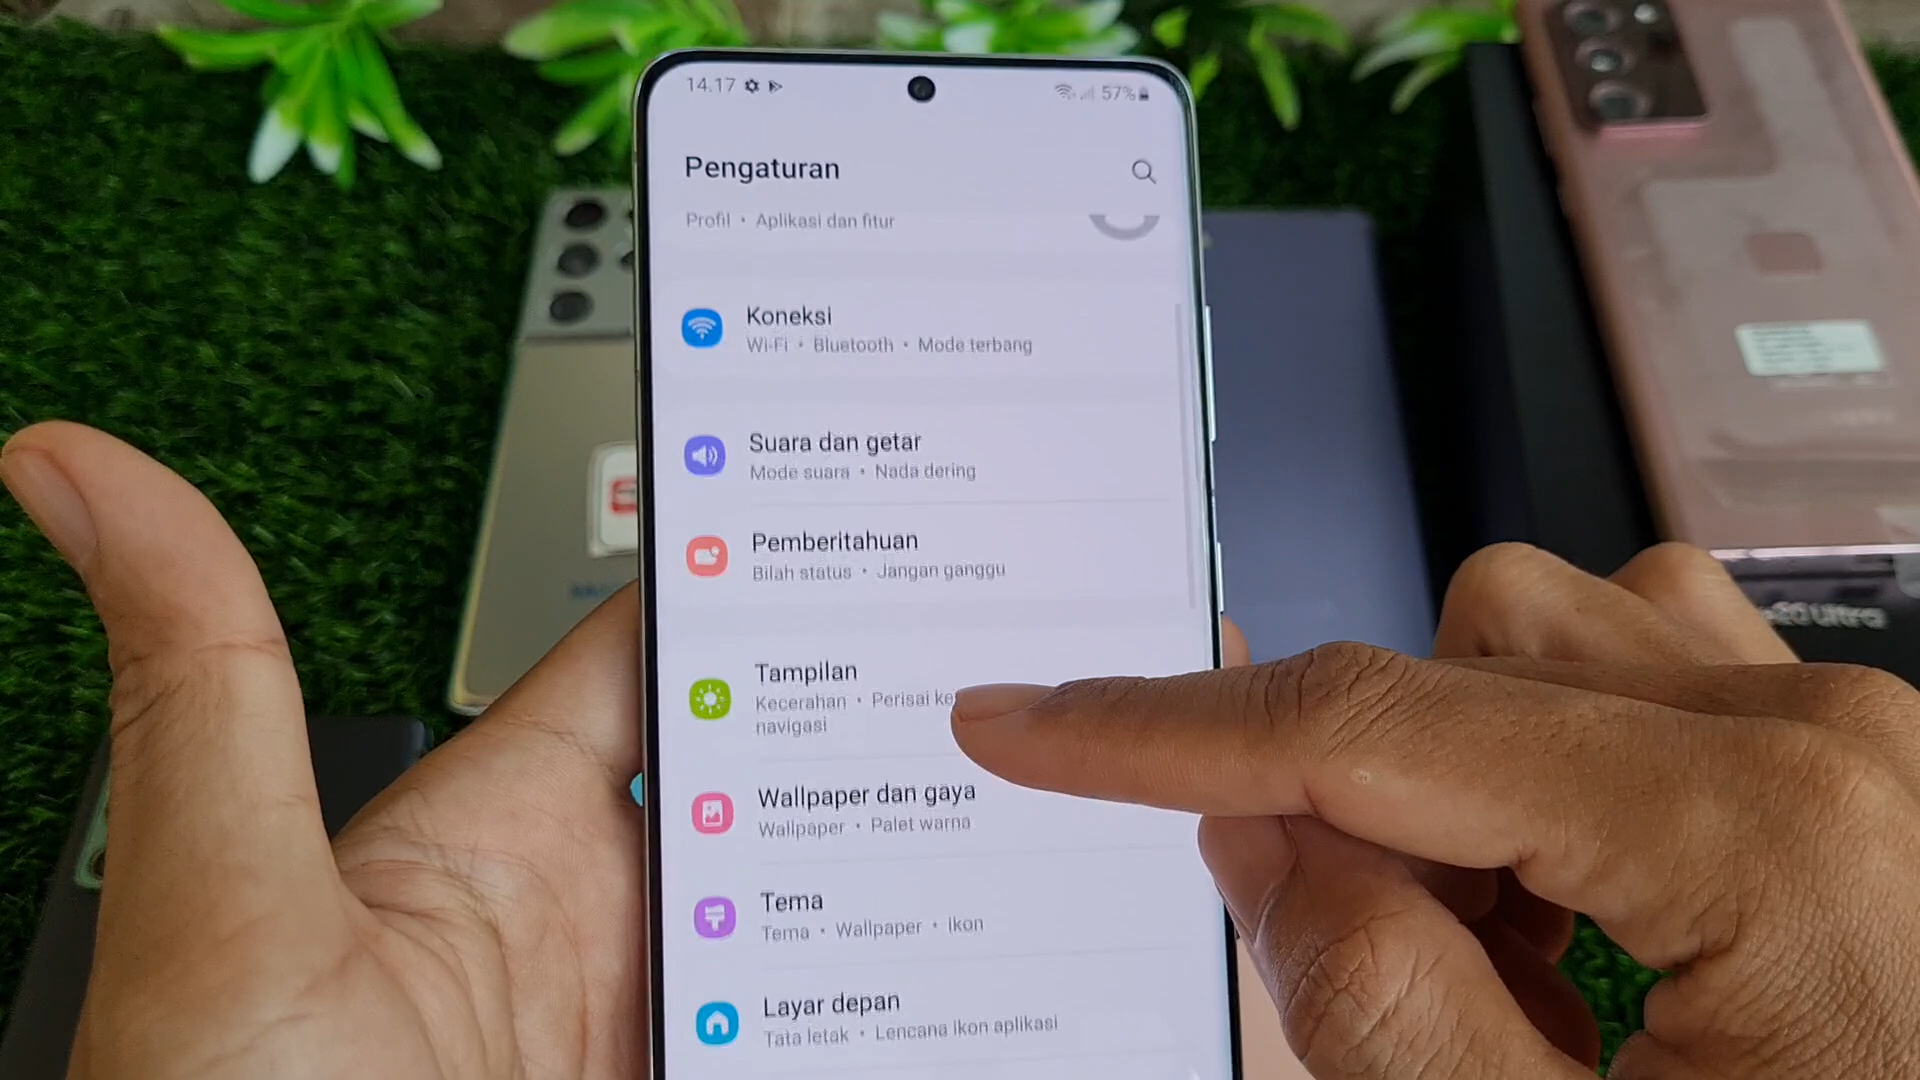 14.17
57%
Pengaturan
Profil • Aplikasi dan fitur
Koneksi
Wi-Fi • Bluetooth • Mode terbang
Suara dan getar
Mode suara • Nada dering
Pemberitahuan
Bilah status • Jangan ganggu
Tampilan
Kecerahan • Perisai
navigasi
Wallpaper dan gaya
Wallpaper • Palet warna
Tema
Tema • Wallpaper • Ikon
Layar depan
Tata letak • Lencana ikon aplikasi
Ultra